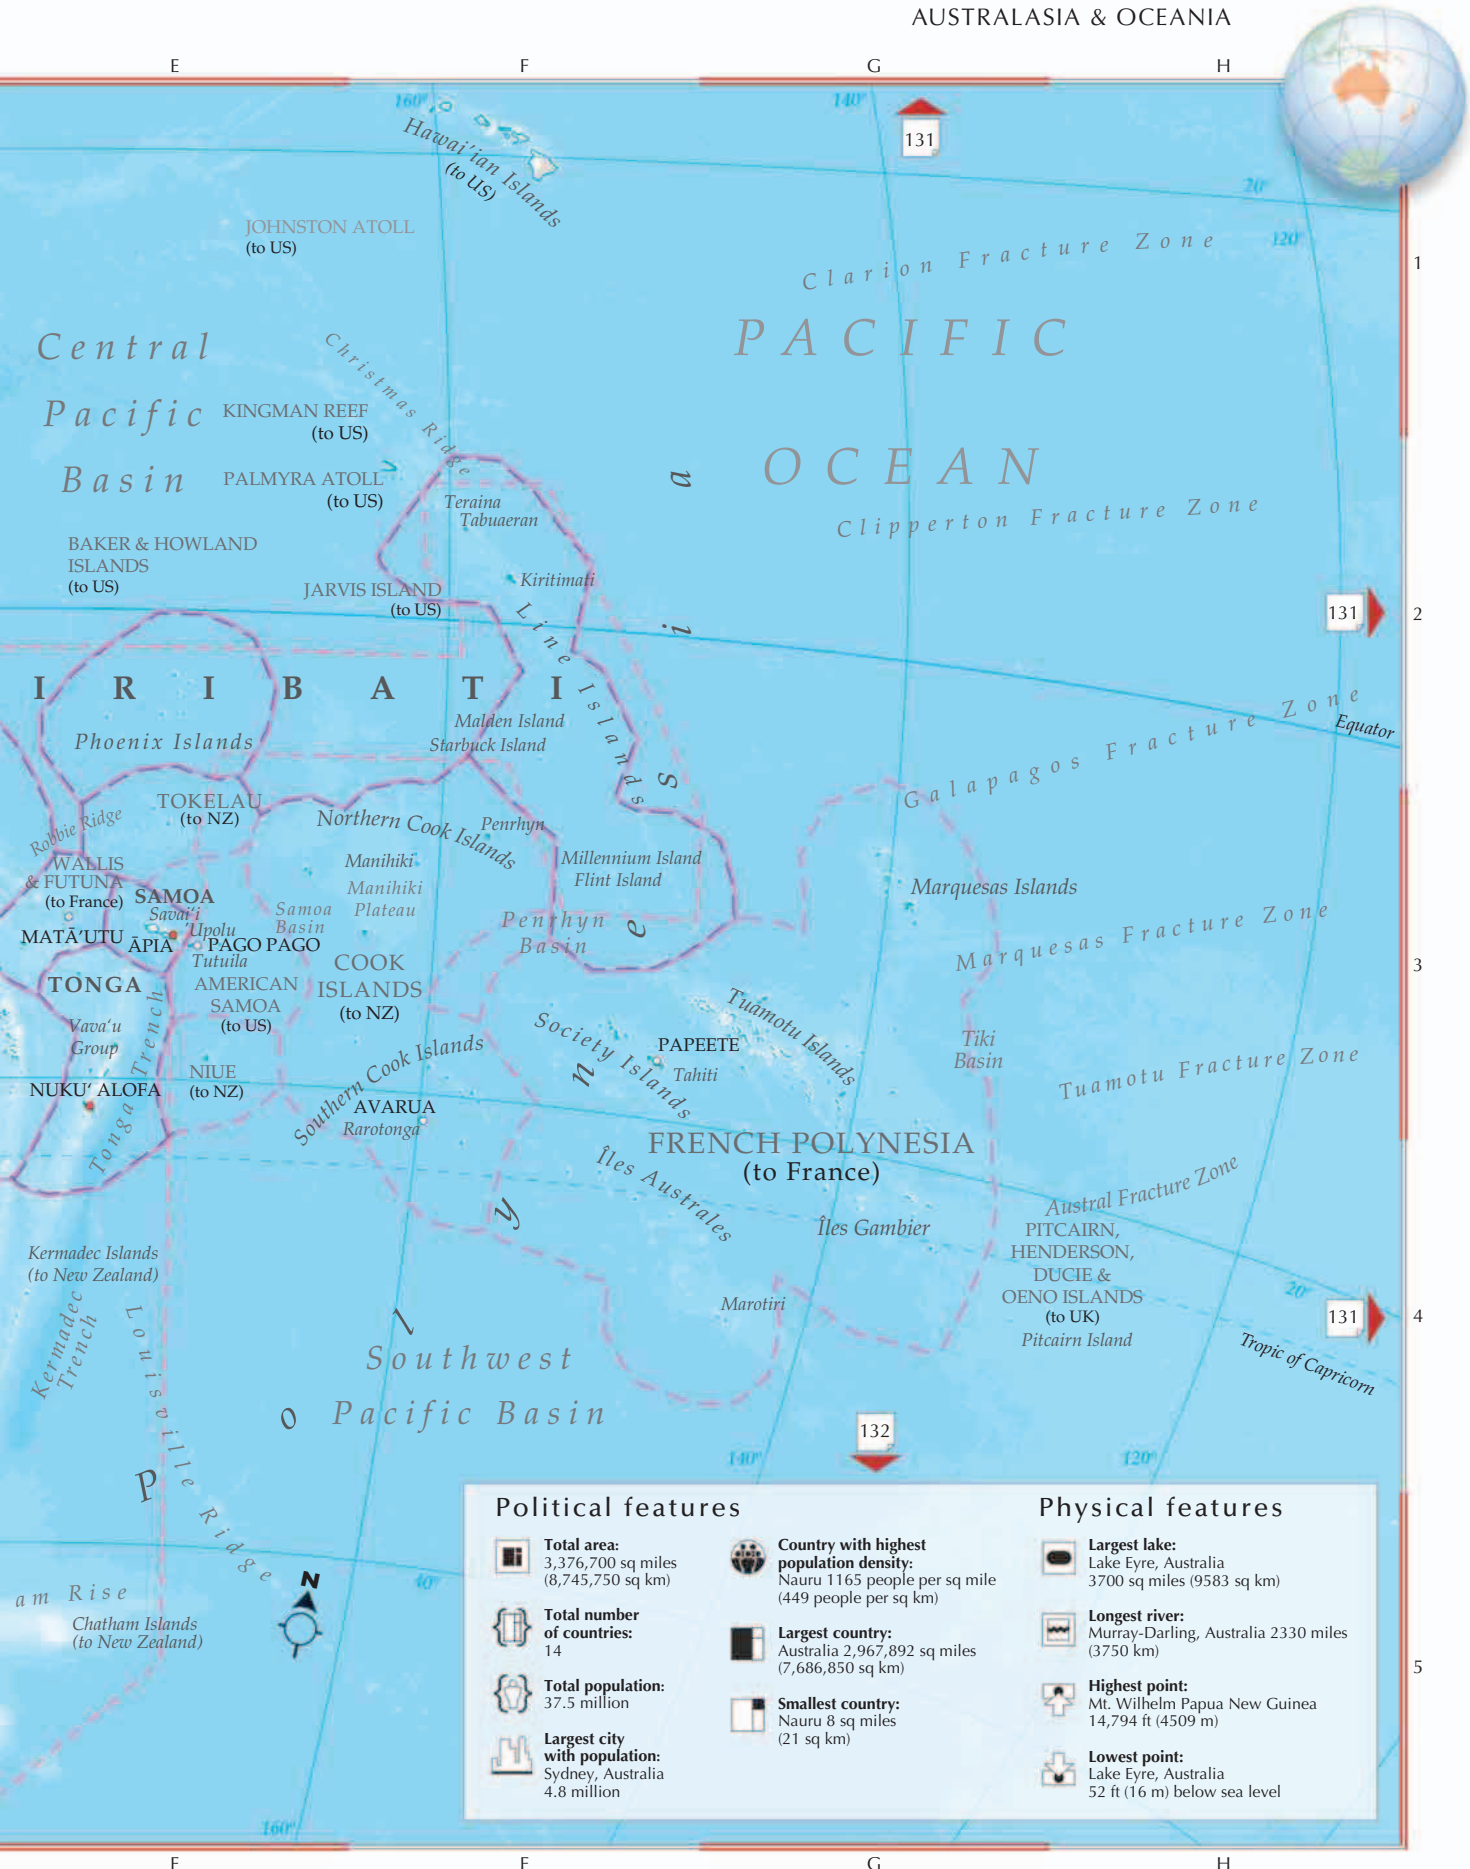 AUSTRALASIA & OCEANIA
E
F
G
H
160°
140°
131
Hawai'ian Islands
(to US)
20°
120°
JOHNSTON ATOLL
(to US)
Clarion Fracture Zone
1
PACIFIC
OCEAN
Central
Pacific
Basin
Christmas Ridge
KINGMAN REEF
(to US)
PALMYRA ATOLL
(to US)
Teraina
Tabuaeran
Clipperton Fracture Zone
BAKER & HOWLAND
ISLANDS
(to US)
JARVIS ISLAND
(to US)
Kiritimati
Line Islands
131
2
I R I B A T I
Phoenix Islands
Malden Island
Starbuck Island
Galapagos Fracture Zone
Equator
TOKELAU
(to NZ)
Robbie Ridge
Northern Cook Islands
Penrhyn
WALLIS
& FUTUNA
(to France)
Manihiki
Manihiki
Plateau
Millennium Island
Flint Island
Marquesas Islands
SAMOA
Savai'i
'Upolu
Samoa
Basin
Penrhyn
Basin
Marquesas Fracture Zone
MATĀ'UTU
ĀPIA
PAGO PAGO
Tutuila
3
TONGA
AMERICAN
SAMOA
(to US)
COOK
ISLANDS
(to NZ)
Vava'u
Group
Tonga Trench
Society Islands
Tuamotu Islands
PAPEETE
Tahiti
Tiki
Basin
Tuamotu Fracture Zone
NIUE
(to NZ)
NUKU' ALOFA
Southern Cook Islands
AVARUA
Rarotonga
FRENCH POLYNESIA
(to France)
Îles Australes
Îles Gambier
Austral Fracture Zone
PITCAIRN,
HENDERSON,
DUCIE &
OENO ISLANDS
(to UK)
Pitcairn Island
Kermadec Islands
(to New Zealand)
Kermadec
Trench
Louisville Ridge
Marotiri
20°
131
4
Tropic of Capricorn
Polynesia
Southwest
Pacific Basin
132
140°
120°
40°
N
am Rise
Chatham Islands
(to New Zealand)
5
160°
Political features
Total area:
3,376,700 sq miles
(8,745,750 sq km)
Total number
of countries:
14
Total population:
37.5 million
Largest city
with population:
Sydney, Australia
4.8 million
Country with highest
population density:
Nauru 1165 people per sq mile
(449 people per sq km)
Largest country:
Australia 2,967,892 sq miles
(7,686,850 sq km)
Smallest country:
Nauru 8 sq miles
(21 sq km)
Physical features
Largest lake:
Lake Eyre, Australia
3700 sq miles (9583 sq km)
Longest river:
Murray-Darling, Australia 2330 miles
(3750 km)
Highest point:
Mt. Wilhelm Papua New Guinea
14,794 ft (4509 m)
Lowest point:
Lake Eyre, Australia
52 ft (16 m) below sea level
E
F
G
H